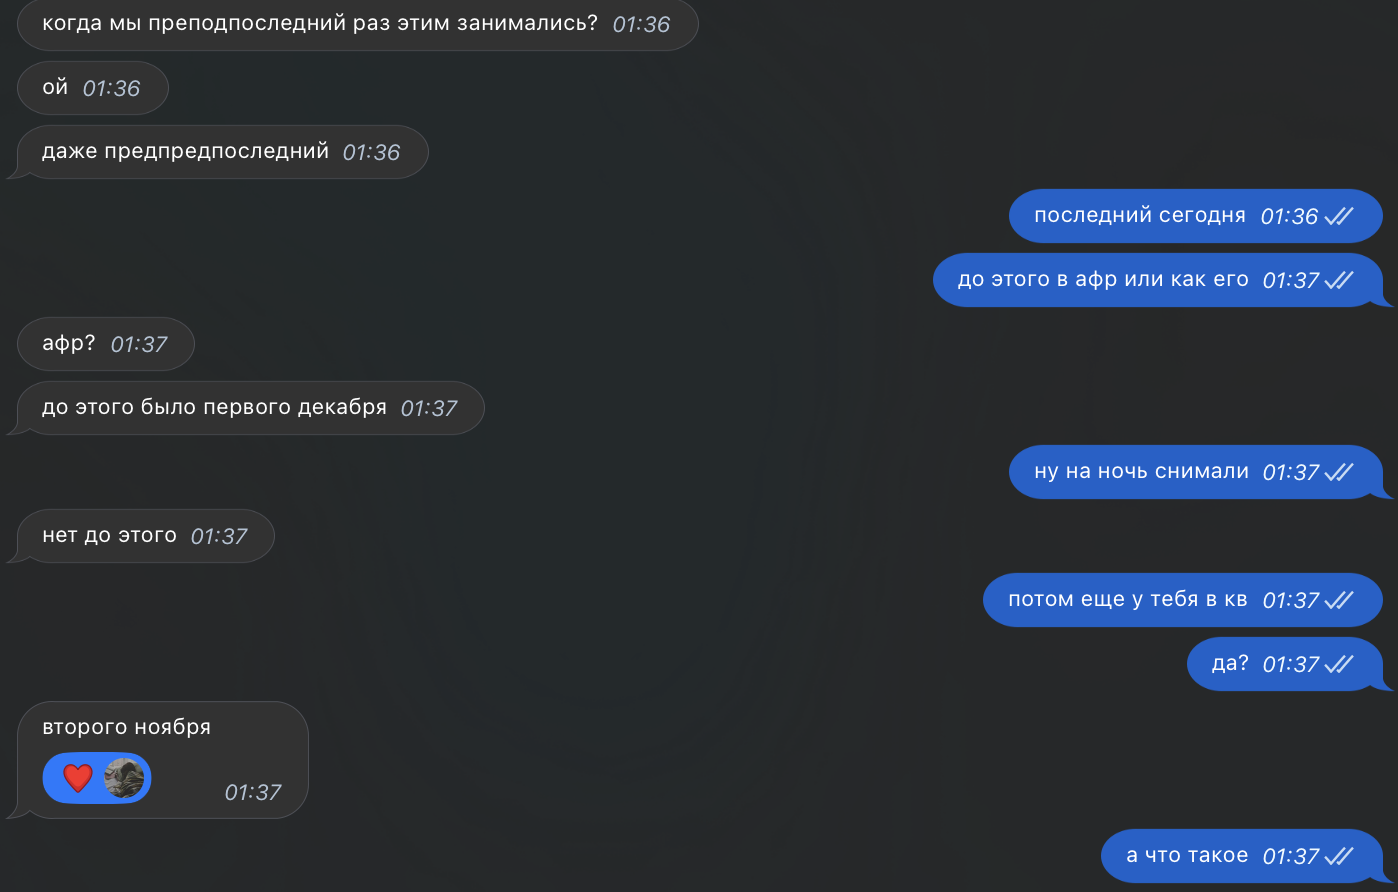 когда мы преподпоследний раз этим занимались? 01:36
ой 01:36
даже предпредпоследний 01:36
последний сегодня 01:36
до этого в афр или как его 01:37
афр? 01:37
до этого было первого декабря 01:37
ну на ночь снимали 01:37
нет до этого 01:37
потом еще у тебя в кв 01:37
да? 01:37
второго ноября
01:37
а что такое 01:37